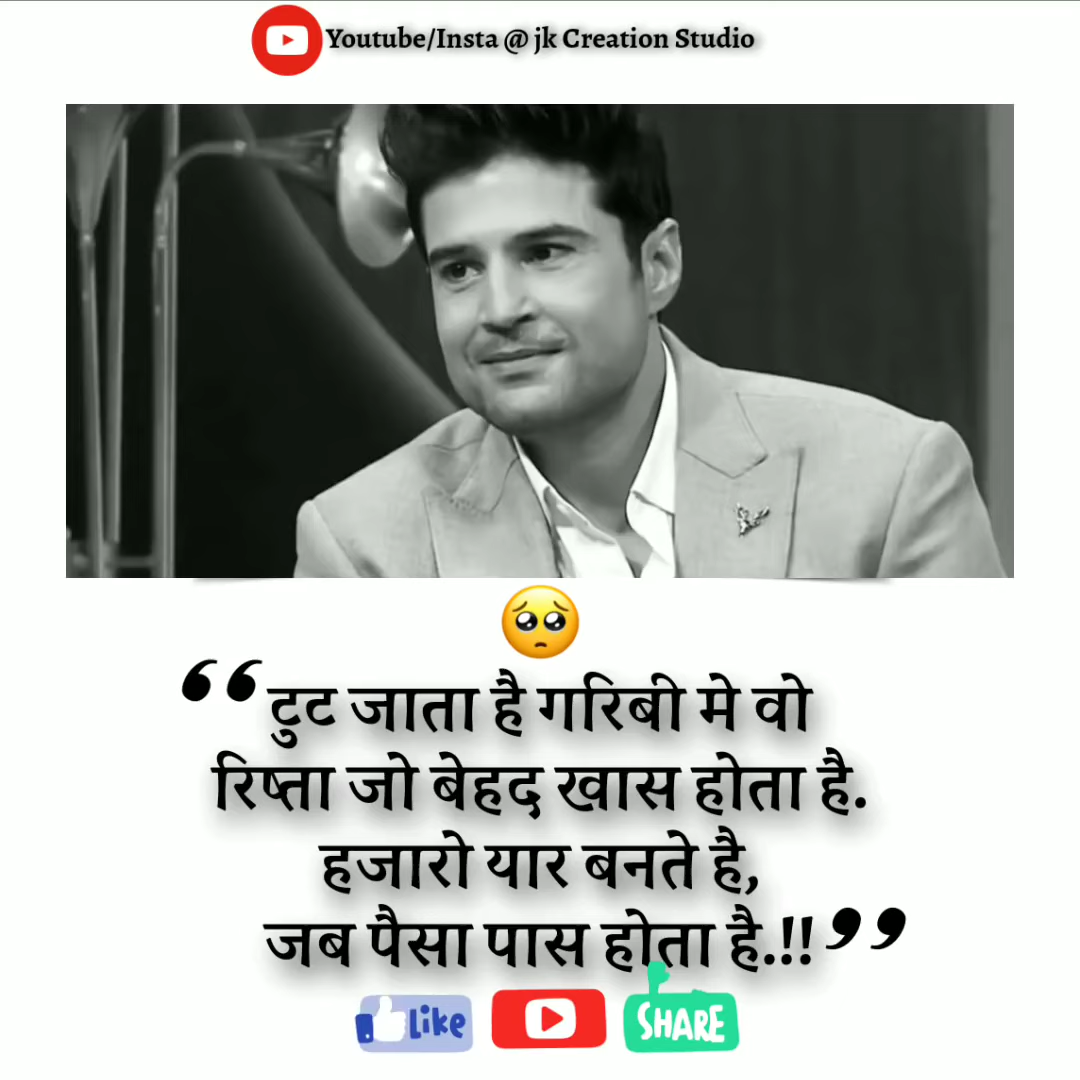 Youtube/Insta @ jk Creation Studio
“टुट जाता है गरिबी मे वो
रिष्ता जो बेहद खास होता है.
हजारो यार बनते है,
जब पैसा पास होता है.!!”
Like
SHARE